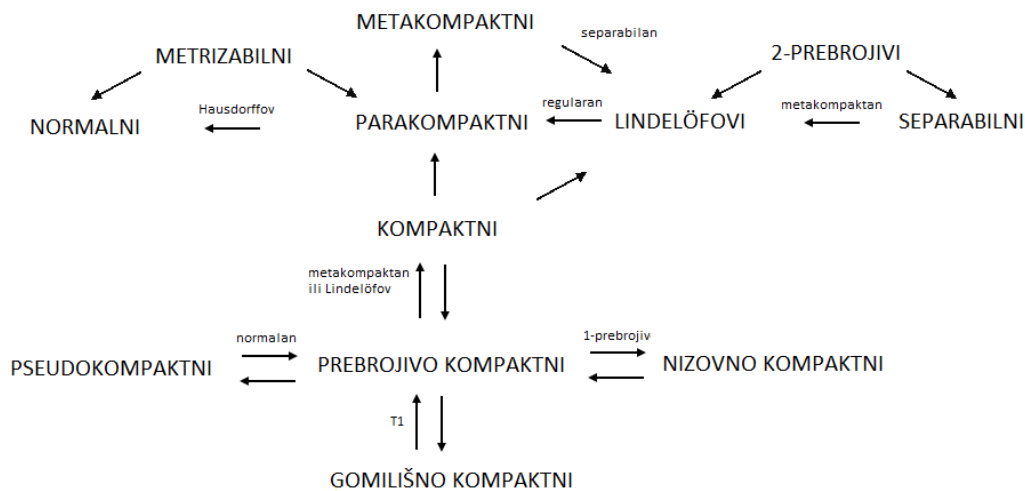 METAKOMPAKTNI
separabilan
METRIZABILNI
2-PREBROJIVI
Hausdorffov
regularan
metakompaktan
NORMALNI
PARAKOMPAKTNI
LINDELÖFOVI
SEPARABILNI
KOMPAKTNI
metakompaktan
ili Lindelöfov
normalan
1-prebrojiv
PSEUDOKOMPAKTNI
PREBROJIVO KOMPAKTNI
NIZOVNO KOMPAKTNI
T1
GOMILIŠNO KOMPAKTNI